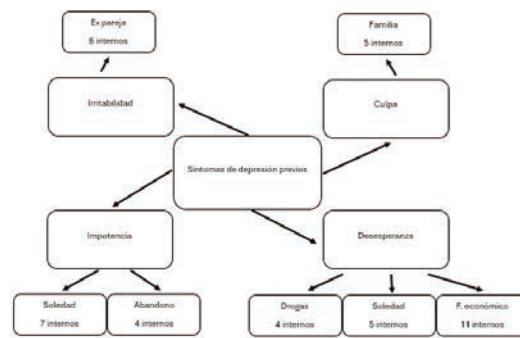 Ex pareja
6 internos
Familia
5 internos
Irritabilidad
Culpa
Síntomas de depresión previos
Impotencia
Desesperanza
Soledad
7 internos
Abandono
4 internos
Drogas
4 internos
Soledad
5 internos
P. económico
11 internos